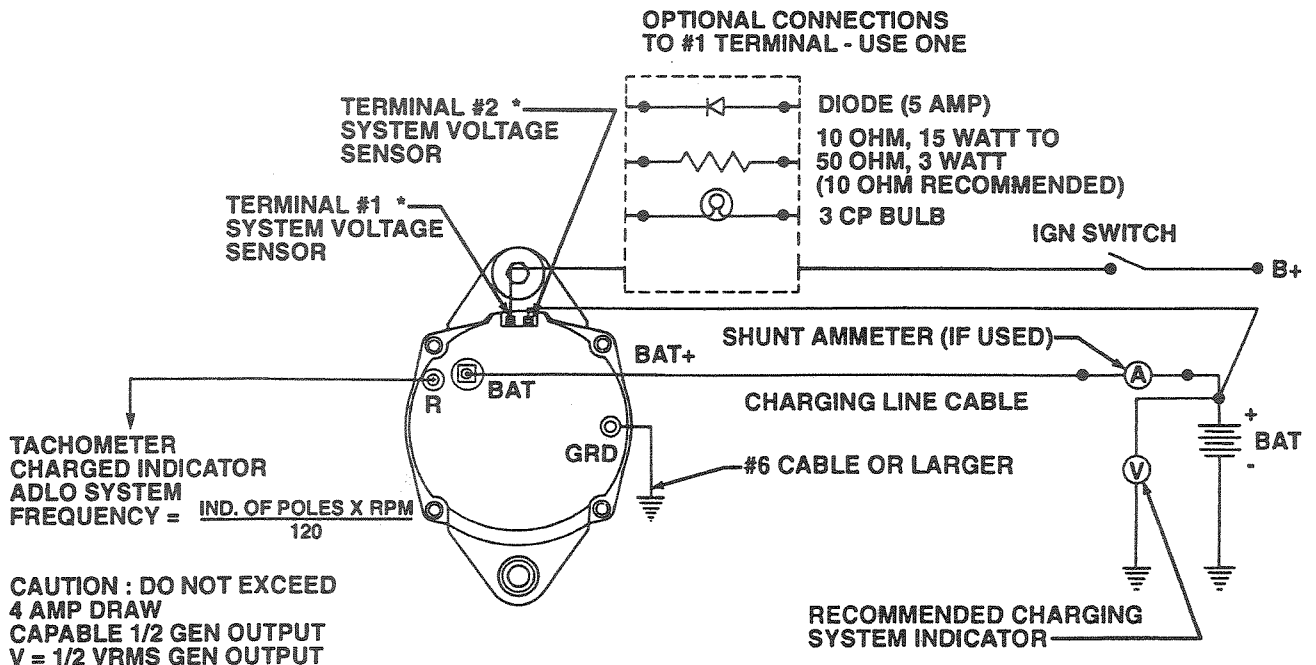 OPTIONAL CONNECTIONS
TO #1 TERMINAL - USE ONE
TERMINAL #2 *
SYSTEM VOLTAGE
SENSOR
DIODE (5 AMP)
10 OHM, 15 WATT TO
50 OHM, 3 WATT
(10 OHM RECOMMENDED)
3 CP BULB
TERMINAL #1 *
SYSTEM VOLTAGE
SENSOR
IGN SWITCH
B+
SHUNT AMMETER (IF USED)
BAT+
A
R
BAT
CHARGING LINE CABLE
+
BAT
-
GRD
V
#6 CABLE OR LARGER
TACHOMETER
CHARGED INDICATOR
ADLO SYSTEM
FREQUENCY = IND. OF POLES X RPM
120
CAUTION : DO NOT EXCEED
4 AMP DRAW
CAPABLE 1/2 GEN OUTPUT
V = 1/2 VRMS GEN OUTPUT
RECOMMENDED CHARGING
SYSTEM INDICATOR